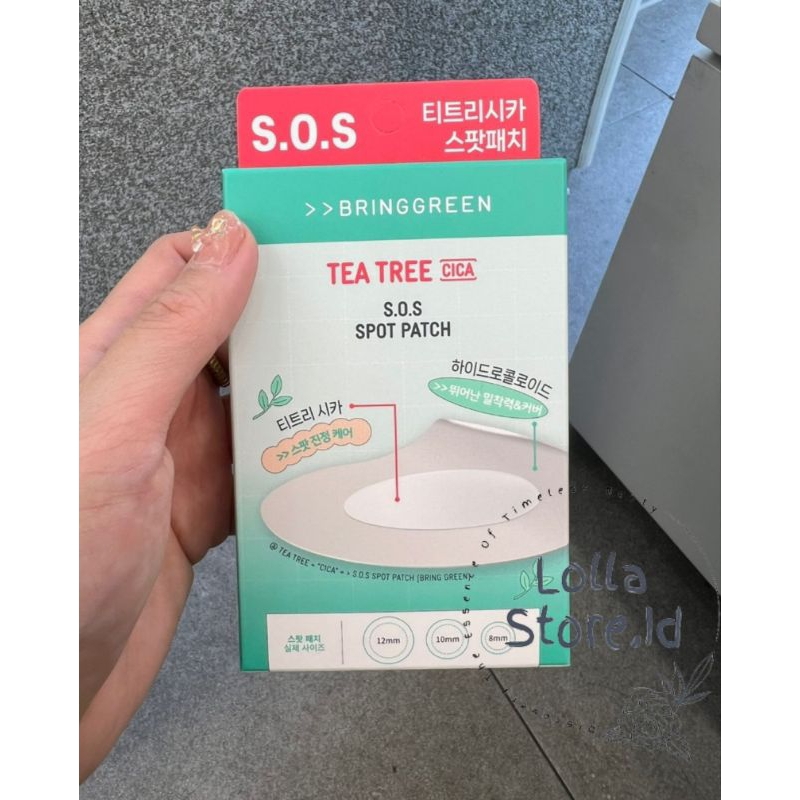 S.O.S
티트리시카
스팟패치
>>BRINGGREEN
TEA TREE CICA
S.O.S
SPOT PATCH
하이드로콜로이드
>> 뛰어난 밀착력&커버
티트리 시카
>> 스팟 진정 케어
@ TEA TREE + "CICA" + > S.O.S SPOT PATCH (BRING GREEN)
스팟 패치
실제 사이즈
12mm
10mm
8mm
Essence Of Timeless
Lolla
Store.Id